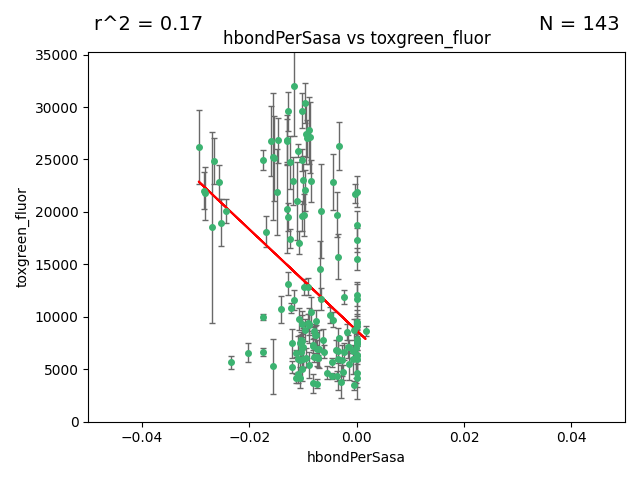 r^2 = 0.17
N = 143
hbondPerSasa vs toxgreen_fluor
35000
30000
25000
20000
15000
10000
5000
0
toxgreen_fluor
−0.04
−0.02
0.00
0.02
0.04
hbondPerSasa